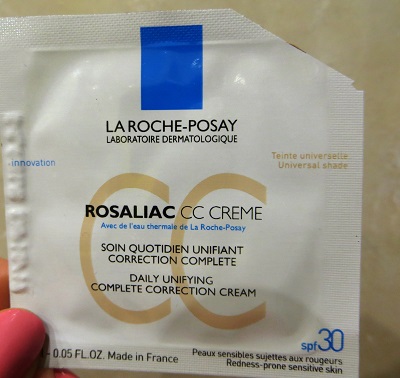 LA ROCHE-POSAY
LABORATOIRE DERMATOLOGIQUE
innovation
Teinte universelle
Universal shade
CC
ROSALIAC CC CREME
Avec de l'eau thermale de La Roche-Posay
SOIN QUOTIDIEN UNIFIANT
CORRECTION COMPLETE
DAILY UNIFYING
COMPLETE CORRECTION CREAM
spf30
- 0.05 FL.OZ. Made in France
Peaux sensibles sujettes aux rougeurs
Redness-prone sensitive skin